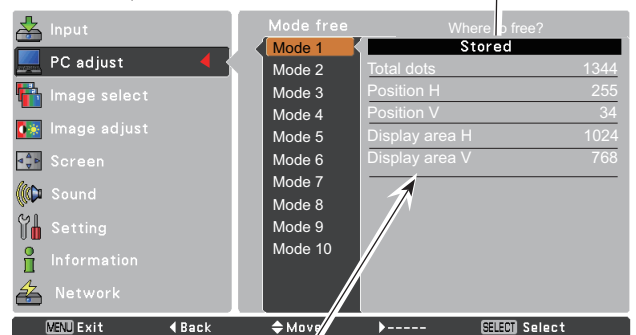 Input
PC adjust
Image select
Image adjust
Screen
Sound
Setting
Information
Network
Mode free
Mode 1
Mode 2
Mode 3
Mode 4
Mode 5
Mode 6
Mode 7
Mode 8
Mode 9
Mode 10
Where to free?
Stored
Total dots 1344
Position H 255
Position V 34
Display area H 1024
Display area V 768
MENU Exit Back Move ----- SELECT Select